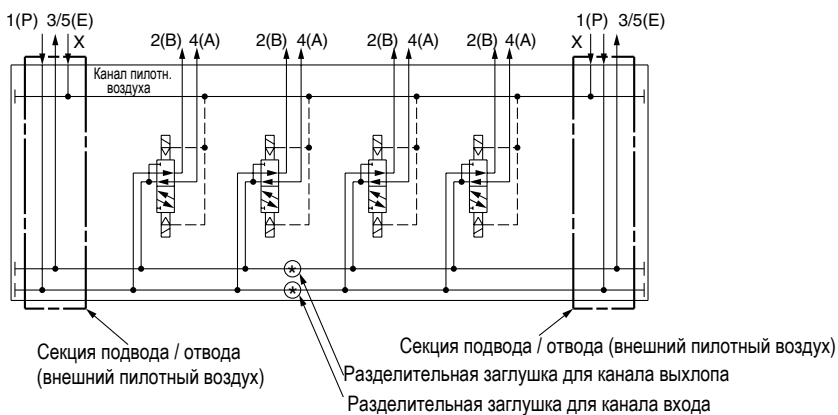 1(P) 3/5(E)
X
2(B) 4(A)
2(B) 4(A)
2(B) 4(A)
2(B) 4(A)
1(P) 3/5(E)
X
Канал пилотн.
воздуха
*
*
Секция подвода / отвода
(внешний пилотный воздух)
Секция подвода / отвода (внешний пилотный воздух)
Разделительная заглушка для канала выхлопа
Разделительная заглушка для канала входа